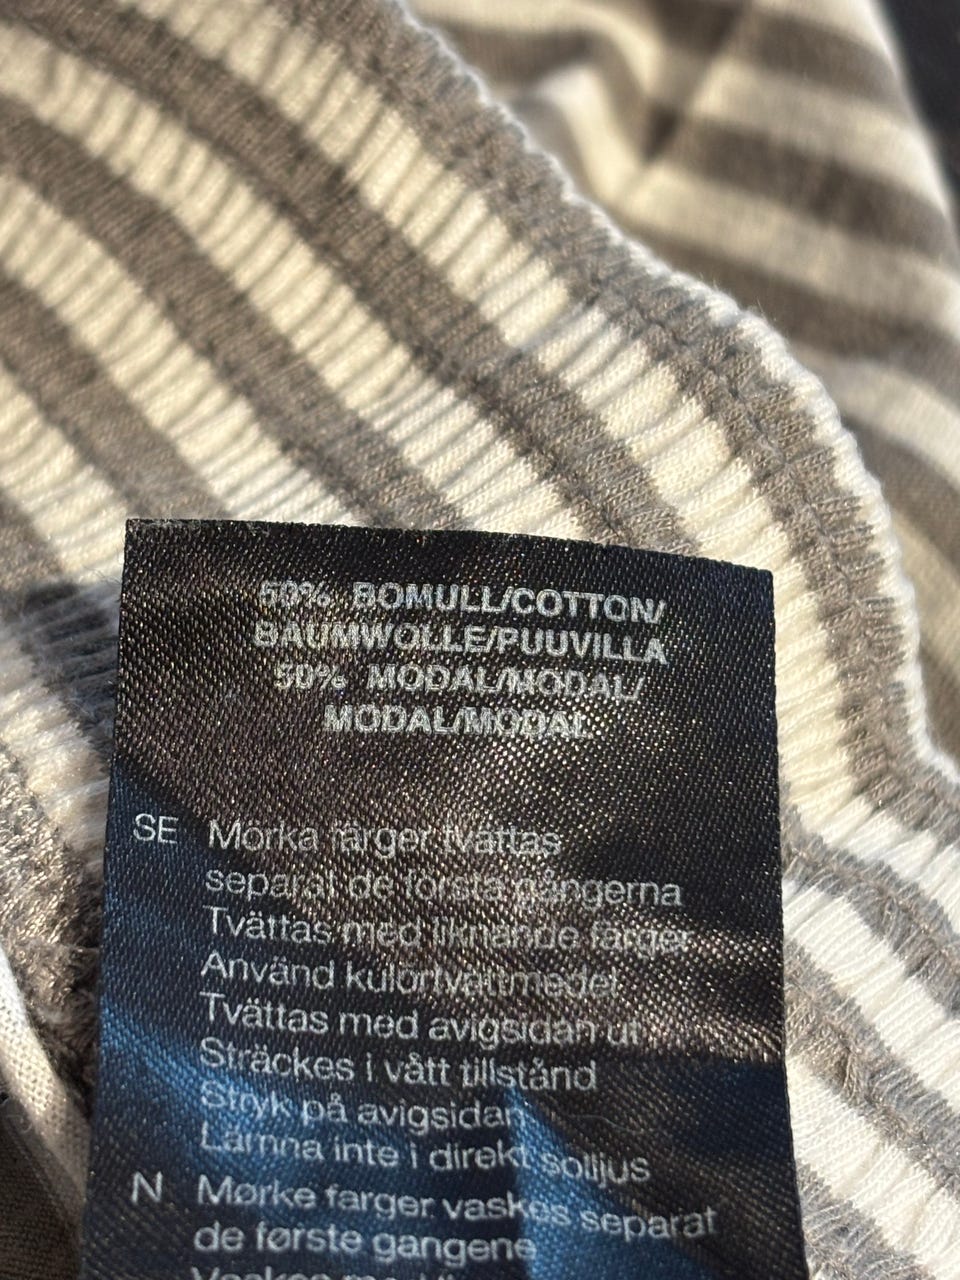 50% BOMULL/COTTON/
BAUMWOLLE/PUUVILLA
50% MODAL/MODAL/
MODAL/MODAL
SE Mörka färger tvättas
separat de första gångerna
Tvättas med liknande färger
Använd kulörtvättmedel
Tvättas med avigsidan ut
Sträckes i vått tillstånd
Stryk på avigsidan
Lämna inte i direkt solljus
N Mørke farger vaskes separat
de første gangene